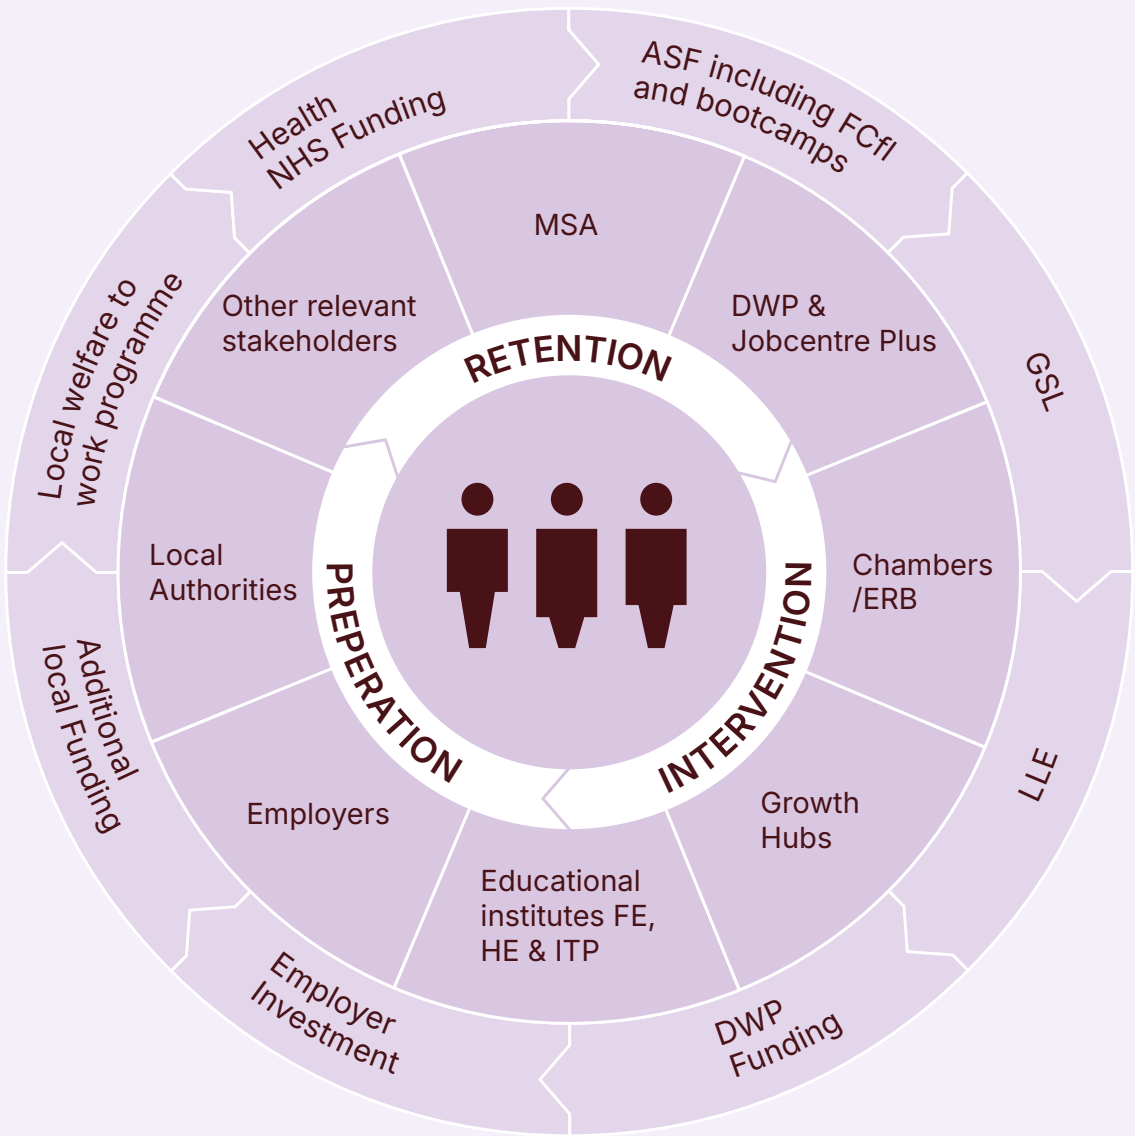 ASF including FCfI
and bootcamps
GSL
LLE
DWP
Funding
Employer
Investment
Additional
local Funding
Local welfare to
work programme
Health
NHS Funding
MSA
DWP &
Jobcentre Plus
Chambers
/ERB
Growth
Hubs
Educational
institutes FE,
HE & ITP
Employers
Local
Authorities
Other relevant
stakeholders
RETENTION
INTERVENTION
PREPERATION